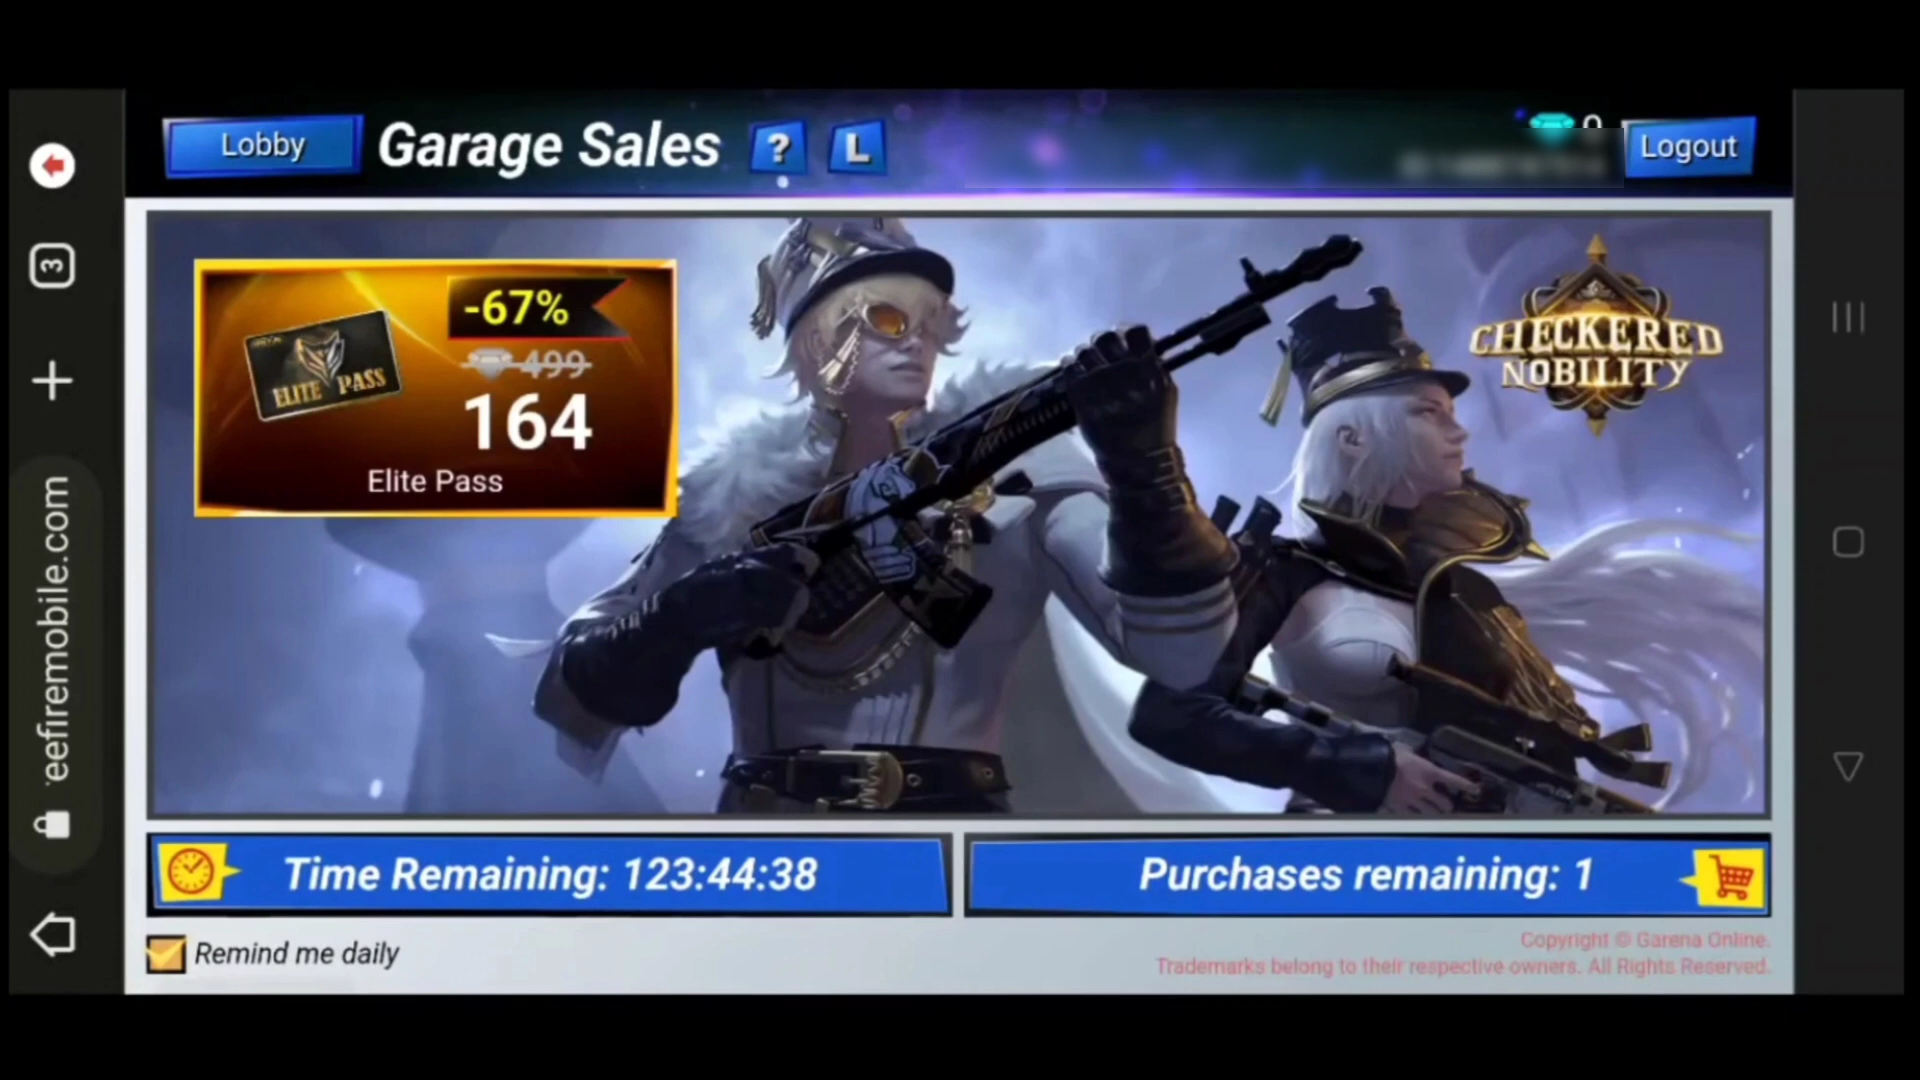 Lobby
Garage Sales
?
L
0
Logout
3
eefiremobile.com
-67%
499
164
ELITE PASS
Elite Pass
CHECKERED
NOBILITY
Time Remaining: 123:44:38
Purchases remaining: 1
Remind me daily
Copyright © Garena Online.
Trademarks belong to their respective owners. All Rights Reserved.